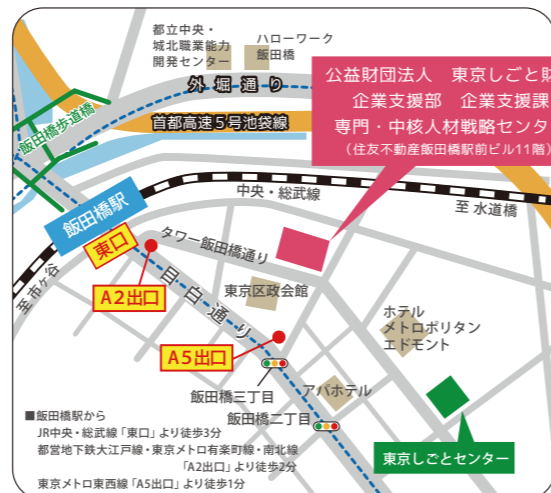 都立中央・
城北職業能力
開発センター
ハローワーク
飯田橋
外堀通り
飯田橋歩道橋
首都高速5号池袋線
公益財団法人　東京しごと財
企業支援部　企業支援課
専門・中核人材戦略センタ
（住友不動産飯田橋駅前ビル11階）
中央・総武線
至 水道橋
飯田橋駅
東口
至市ヶ谷
A2出口
タワー飯田橋通り
目白通り
東京区政会館
A5出口
ホテル
メトロポリタン
エドモント
飯田橋三丁目
アパホテル
飯田橋二丁目
東京しごとセンター
■飯田橋駅から
JR中央・総武線「東口」より徒歩3分
都営地下鉄大江戸線・東京メトロ有楽町線・南北線
「A2出口」より徒歩2分
東京メトロ東西線「A5出口」より徒歩1分